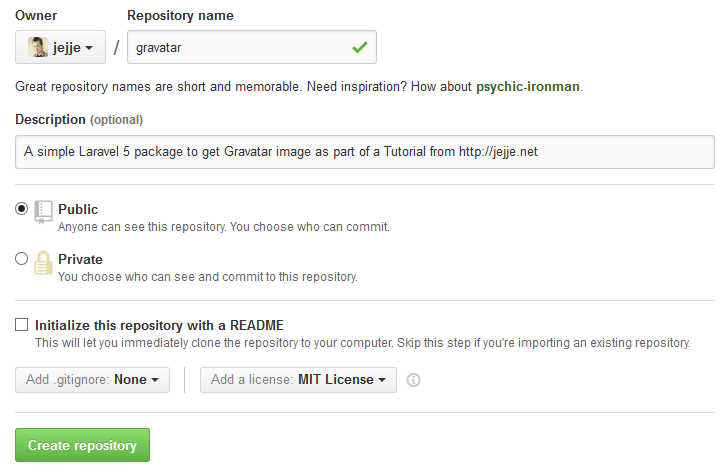 Owner Repository name
jejje / gravatar
Great repository names are short and memorable. Need inspiration? How about psychic-ironman.
Description (optional)
A simple Laravel 5 package to get Gravatar image as part of a Tutorial from http://jejje.net
Public
Anyone can see this repository. You choose who can commit.
Private
You choose who can see and commit to this repository.
Initialize this repository with a README
This will let you immediately clone the repository to your computer. Skip this step if you're importing an existing repository.
Add .gitignore: None Add a license: MIT License
Create repository